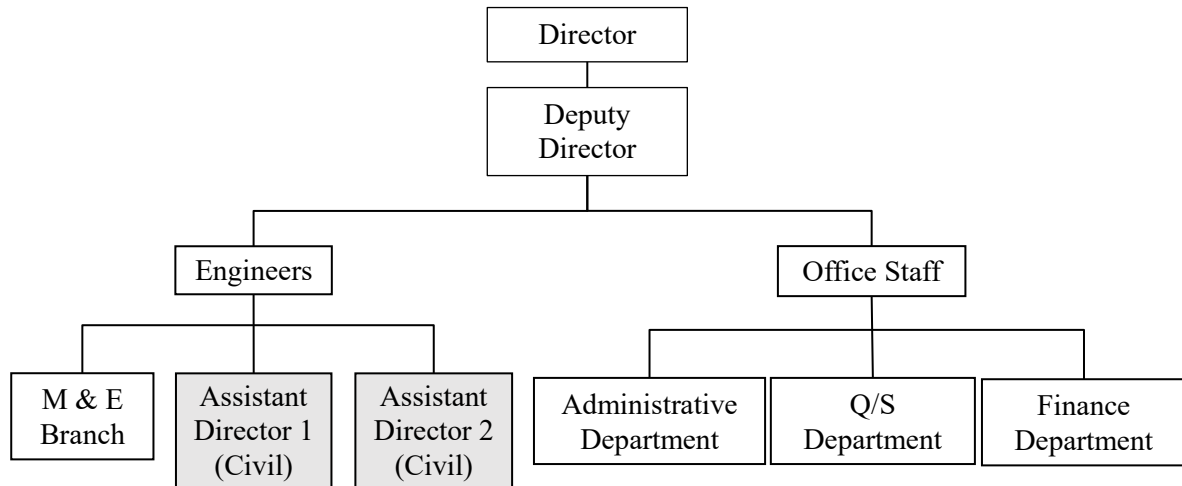 Director
Deputy
Director
Engineers
Office Staff
M & E
Branch
Assistant
Director 1
(Civil)
Assistant
Director 2
(Civil)
Administrative
Department
Q/S
Department
Finance
Department